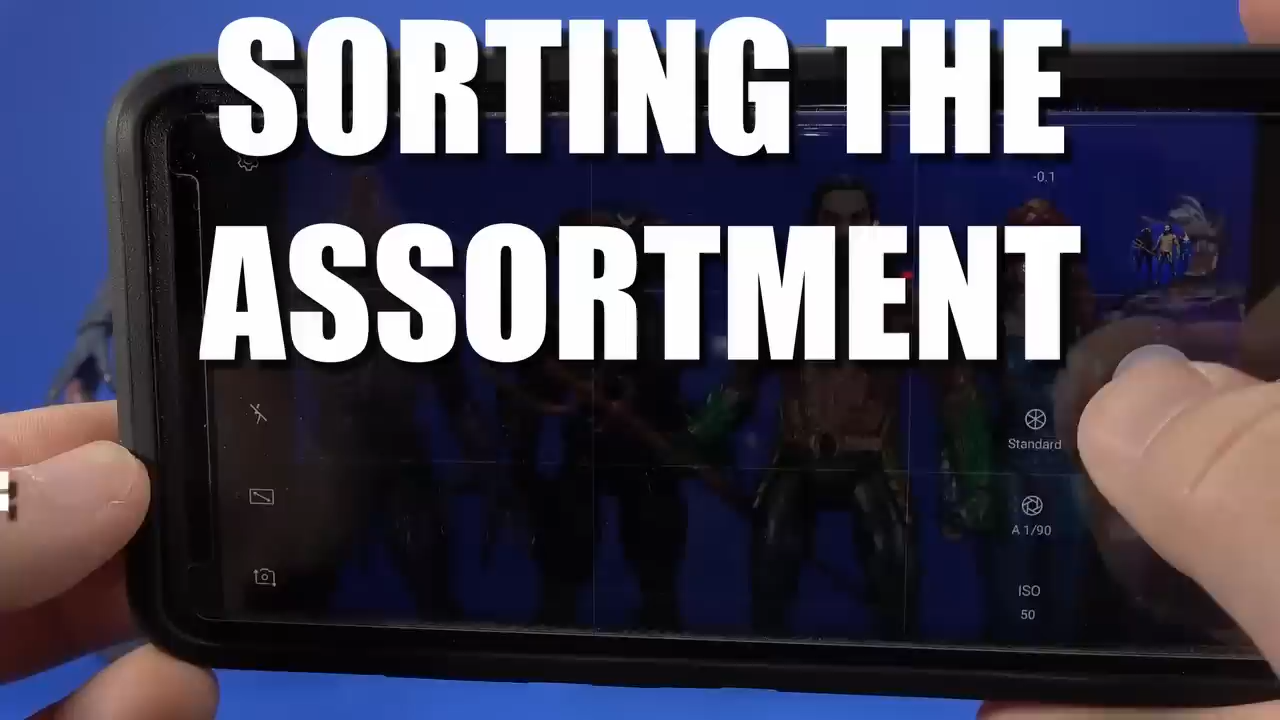 SORTING THE
ASSORTMENT
-0.1
Standard
A 1/90
ISO
50